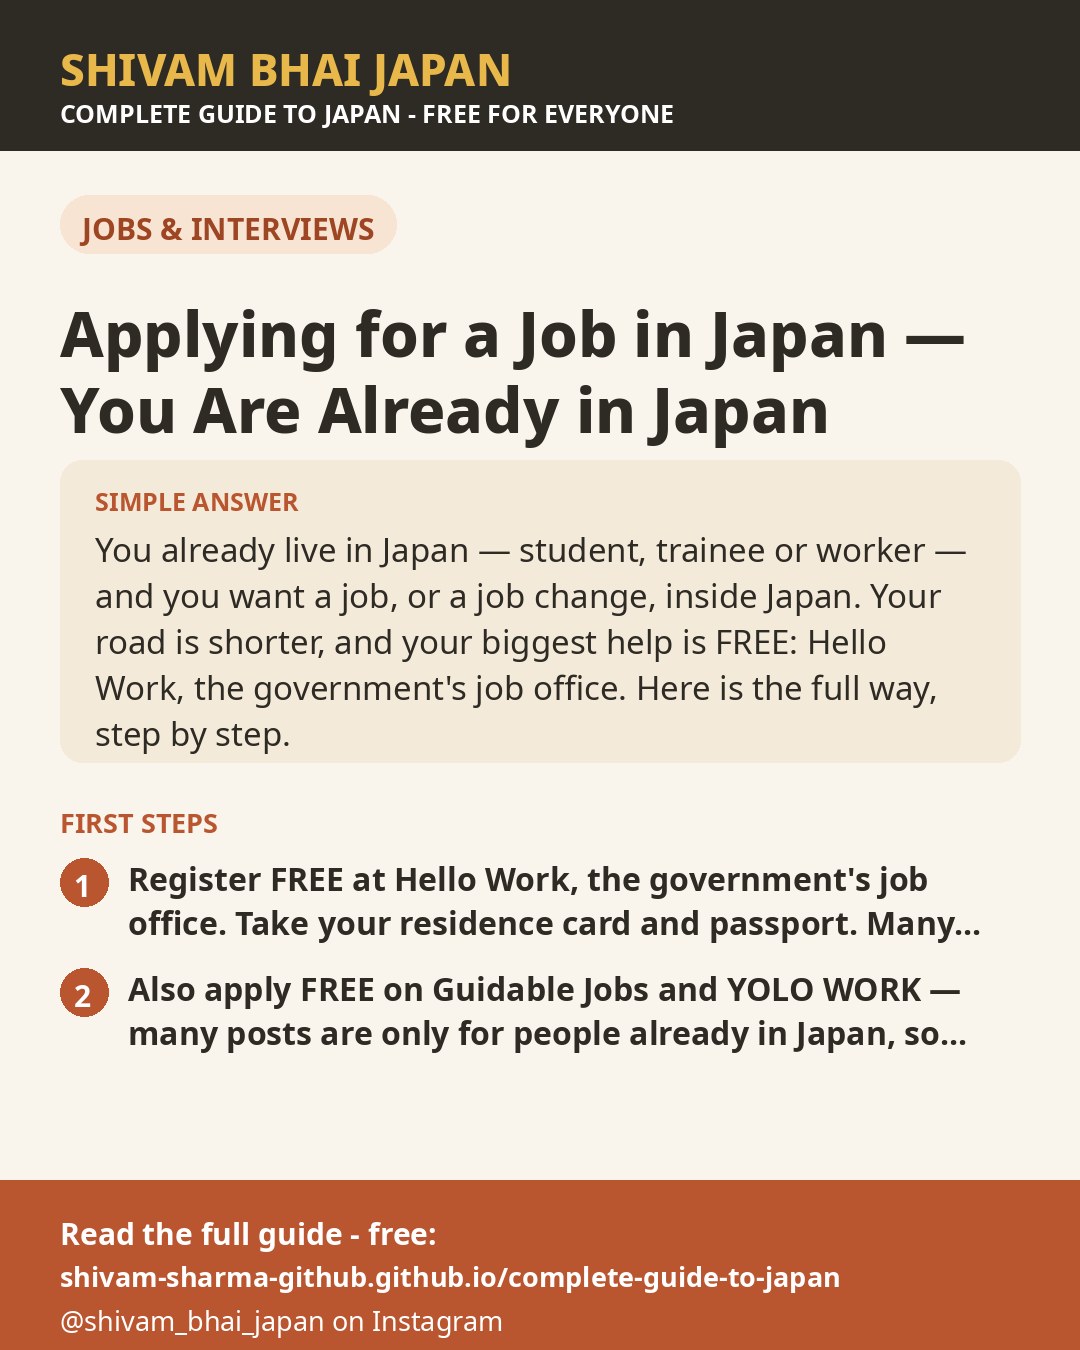 SHIVAM BHAI JAPAN
COMPLETE GUIDE TO JAPAN - FREE FOR EVERYONE
JOBS & INTERVIEWS
Applying for a Job in Japan —
You Are Already in Japan
SIMPLE ANSWER
You already live in Japan — student, trainee or worker —
and you want a job, or a job change, inside Japan. Your
road is shorter, and your biggest help is FREE: Hello
Work, the government's job office. Here is the full way,
step by step.
FIRST STEPS
1 Register FREE at Hello Work, the government's job
office. Take your residence card and passport. Many...
2 Also apply FREE on Guidable Jobs and YOLO WORK —
many posts are only for people already in Japan, so...
Read the full guide - free:
shivam-sharma-github.github.io/complete-guide-to-japan
@shivam_bhai_japan on Instagram